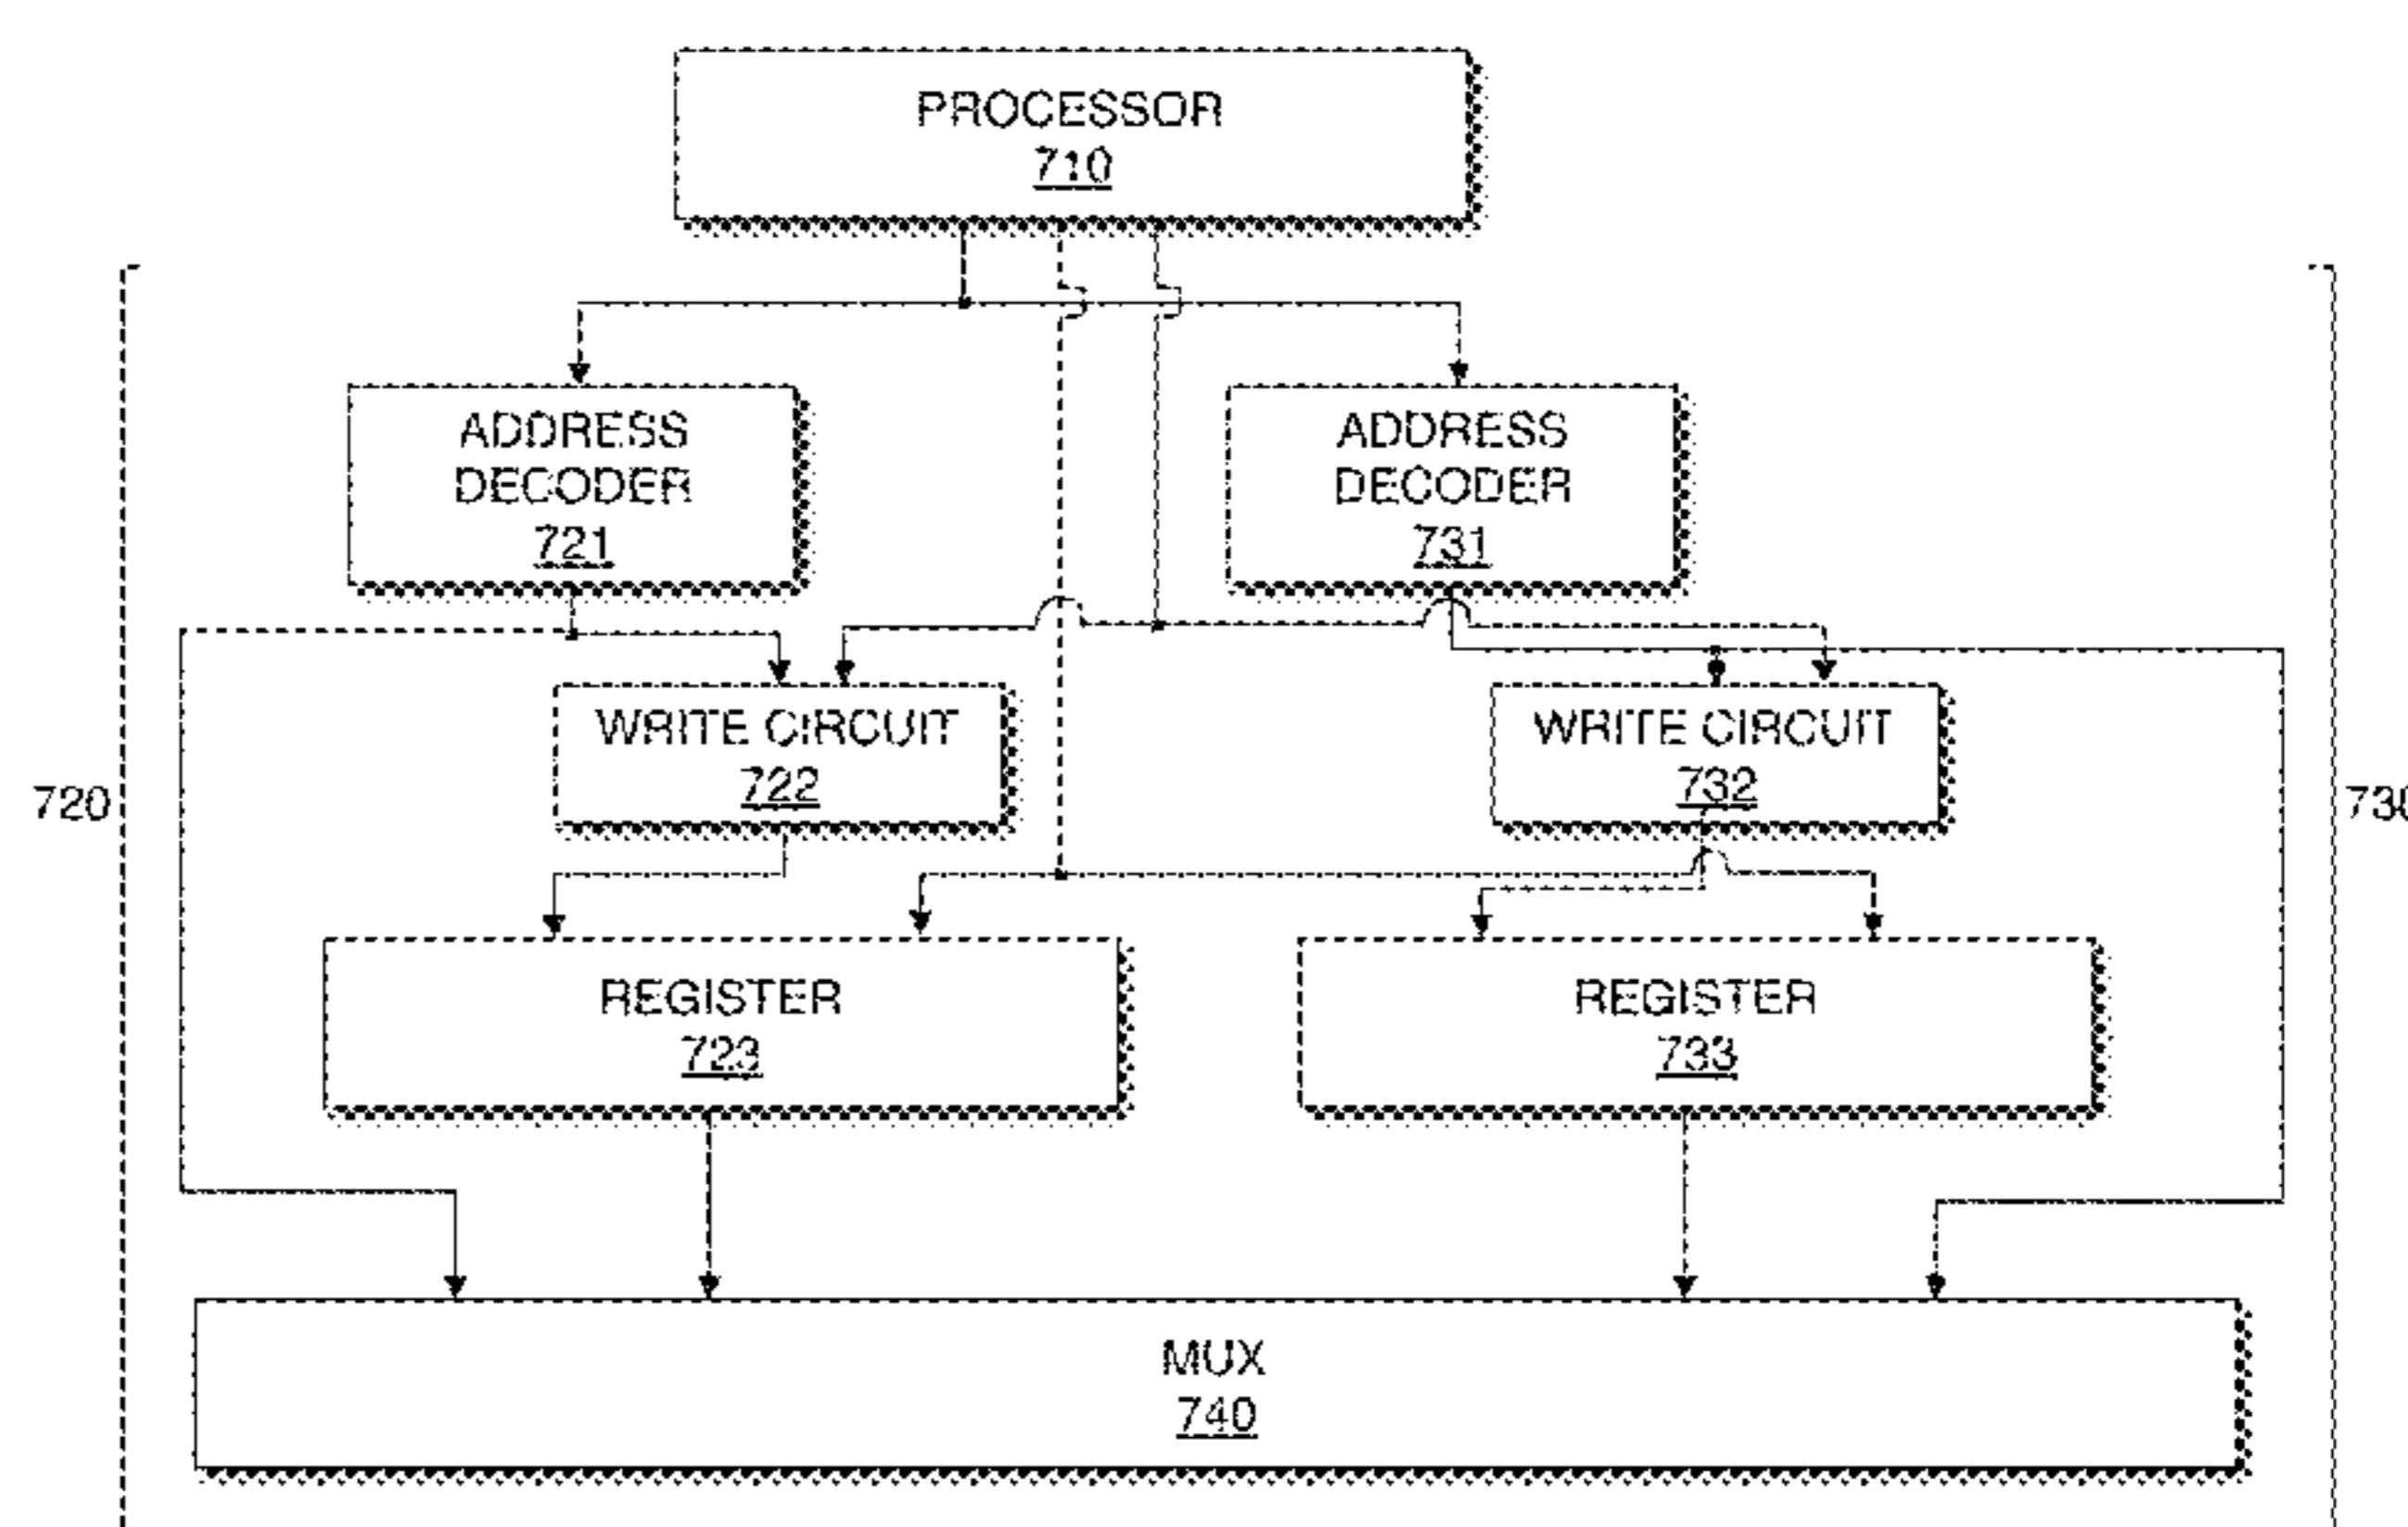 PROCESSOR
710
ADDRESS
DECODER
721
ADDRESS
DECODER
731
WRITE CIRCUIT
722
WRITE CIRCUIT
732
720
730
REGISTER
723
REGISTER
733
MUX
740